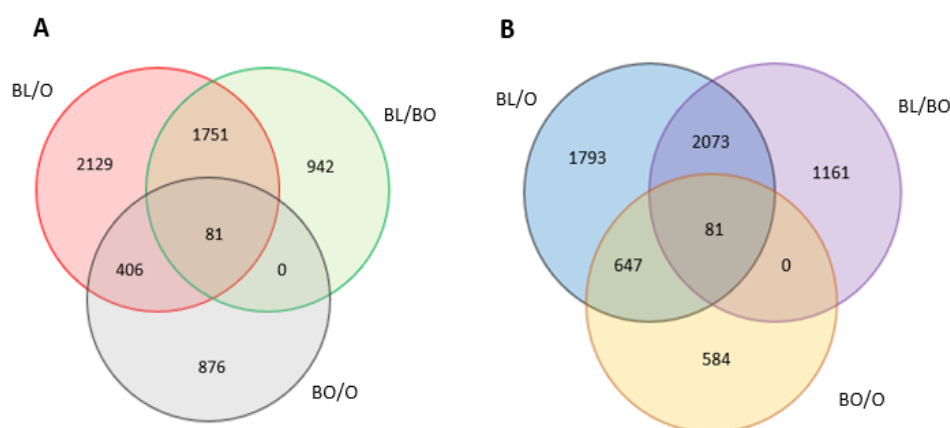 A
BL/O
BL/BO
1751
2129
942
81
406
0
876
BO/O
B
BL/O
BL/BO
2073
1793
1161
81
647
0
584
BO/O